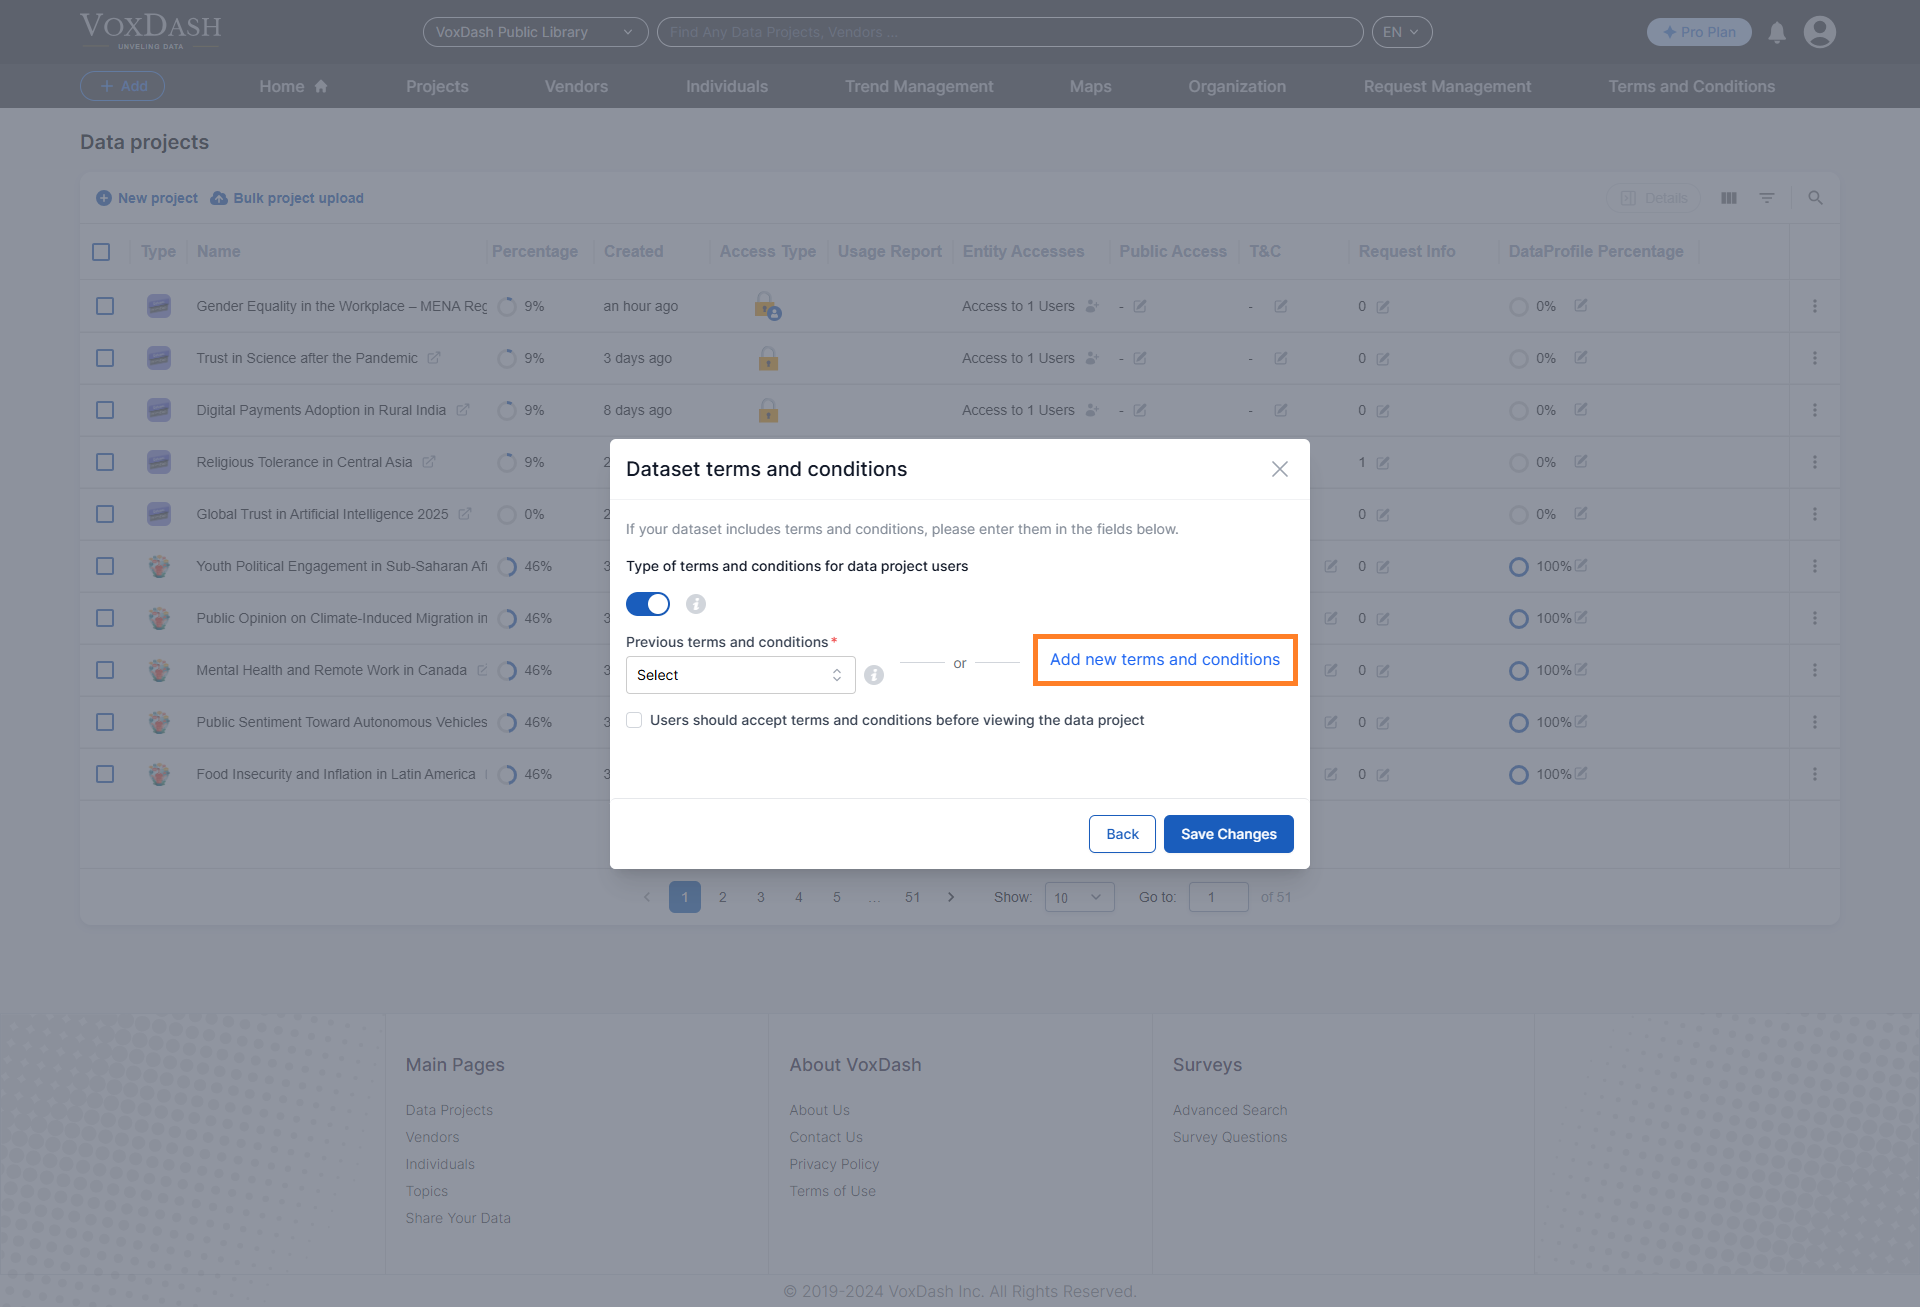 VOXDASH
UNVELING DATA
VoxDash Public Library
Find Any Data Projects, Vendors ...
EN
Pro Plan
Add
Home
Projects
Vendors
Individuals
Trend Management
Maps
Organization
Request Management
Terms and Conditions
Data projects
New project
Bulk project upload
Details
Type
Name
Percentage
Created
Access Type
Usage Report
Entity Accesses
Public Access
T&C
Request Info
DataProfile Percentage
Gender Equality in the Workplace – MENA Reg 9% an hour ago Access to 1 Users - - 0 0%
Trust in Science after the Pandemic 9% 3 days ago Access to 1 Users - - 0 0%
Digital Payments Adoption in Rural India 9% 8 days ago Access to 1 Users - - 0 0%
Religious Tolerance in Central Asia 9% 2 1 0%
Global Trust in Artificial Intelligence 2025 0% 2 0 0%
Youth Political Engagement in Sub-Saharan Afr 46% 3 0 100%
Public Opinion on Climate-Induced Migration in 46% 3 0 100%
Mental Health and Remote Work in Canada 46% 3 0 100%
Public Sentiment Toward Autonomous Vehicles 46% 3 0 100%
Food Insecurity and Inflation in Latin America 46% 3 0 100%
Dataset terms and conditions
If your dataset includes terms and conditions, please enter them in the fields below.
Type of terms and conditions for data project users
Previous terms and conditions *
Select
or
Add new terms and conditions
Users should accept terms and conditions before viewing the data project
Back
Save Changes
1 2 3 4 5 ... 51
Show: 10
Go to: 1 of 51
Main Pages
Data Projects
Vendors
Individuals
Topics
Share Your Data
About VoxDash
About Us
Contact Us
Privacy Policy
Terms of Use
Surveys
Advanced Search
Survey Questions
© 2019-2024 VoxDash Inc. All Rights Reserved.